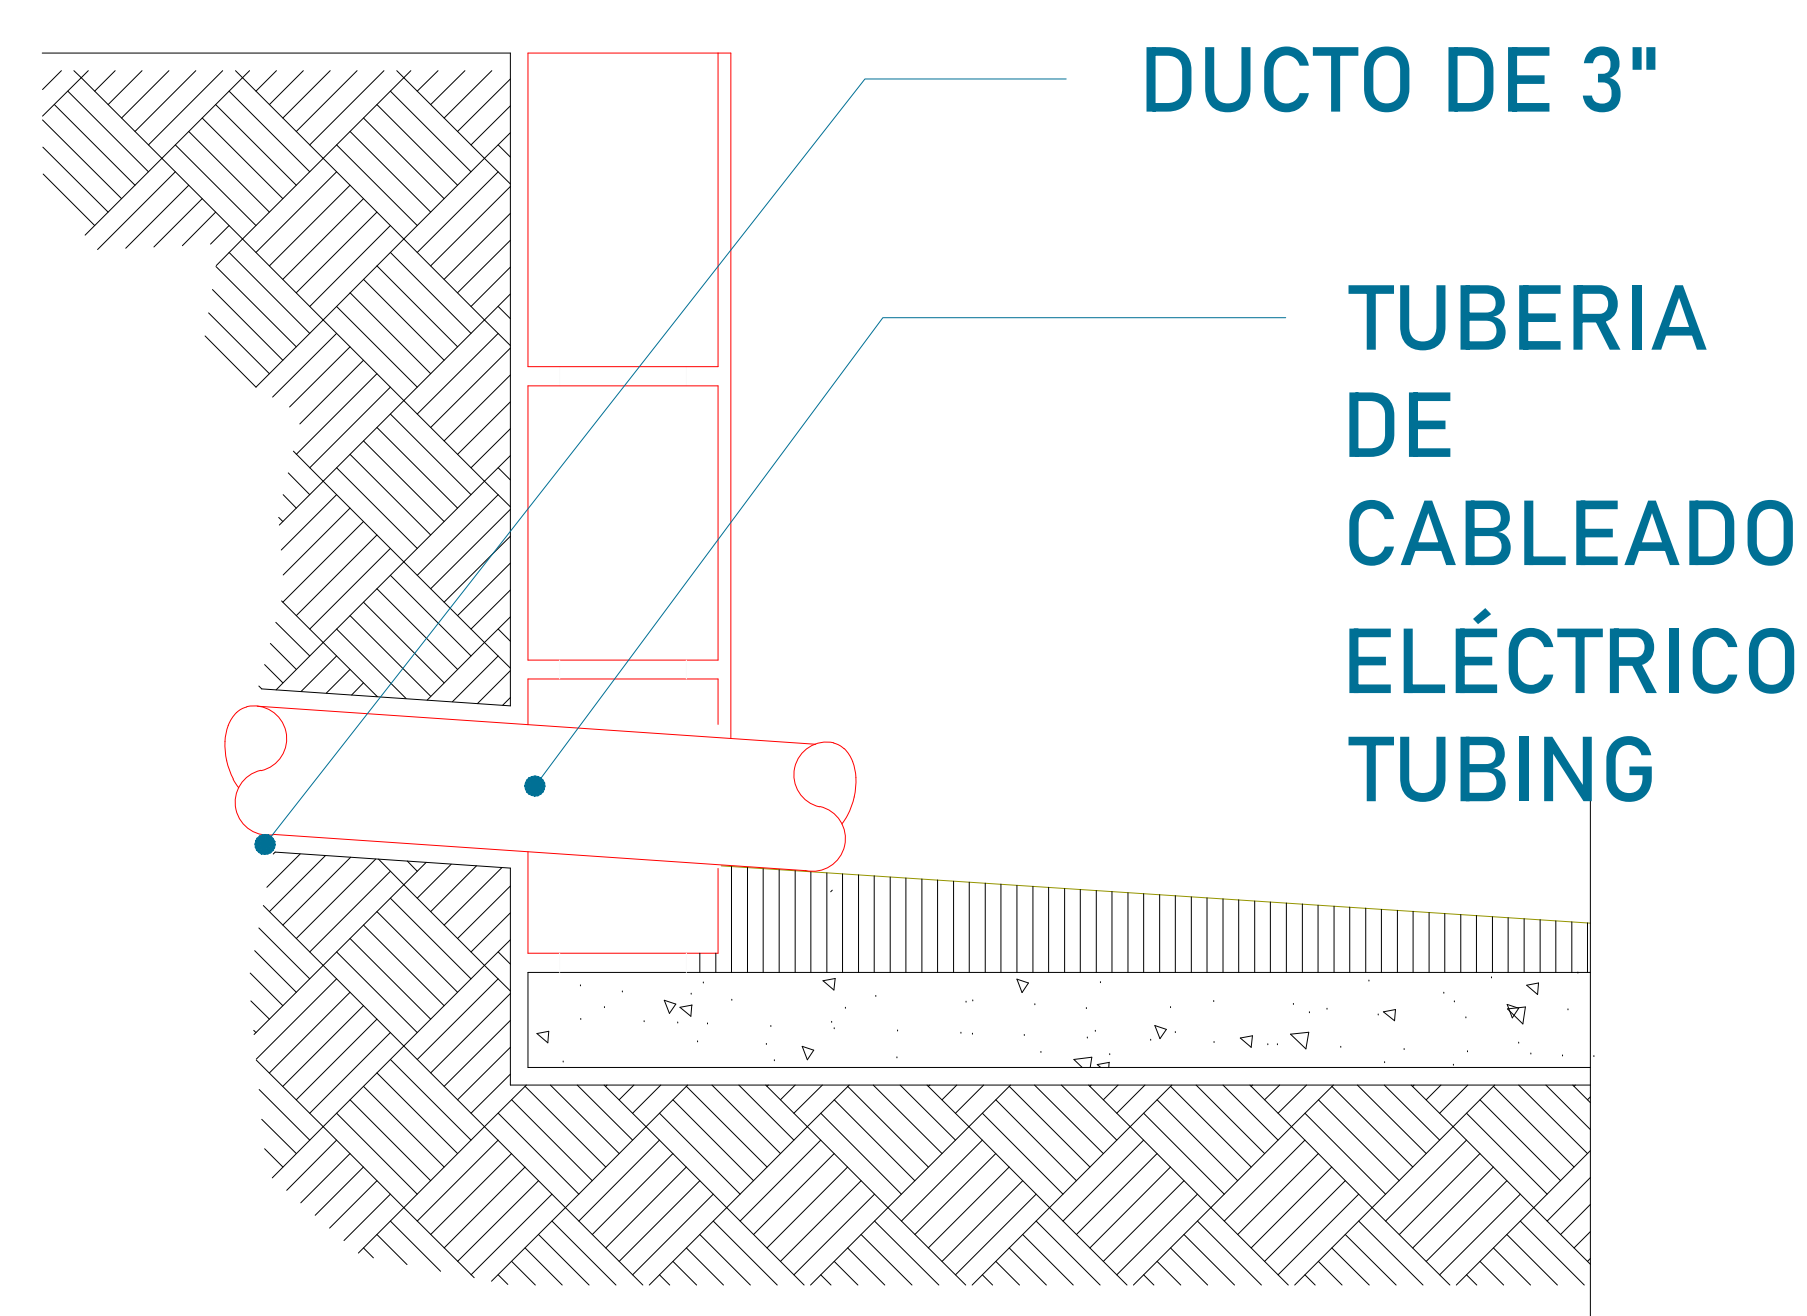 DUCTO DE 3"
TUBERIA
DE
CABLEADO
ELÉCTRICO
TUBING